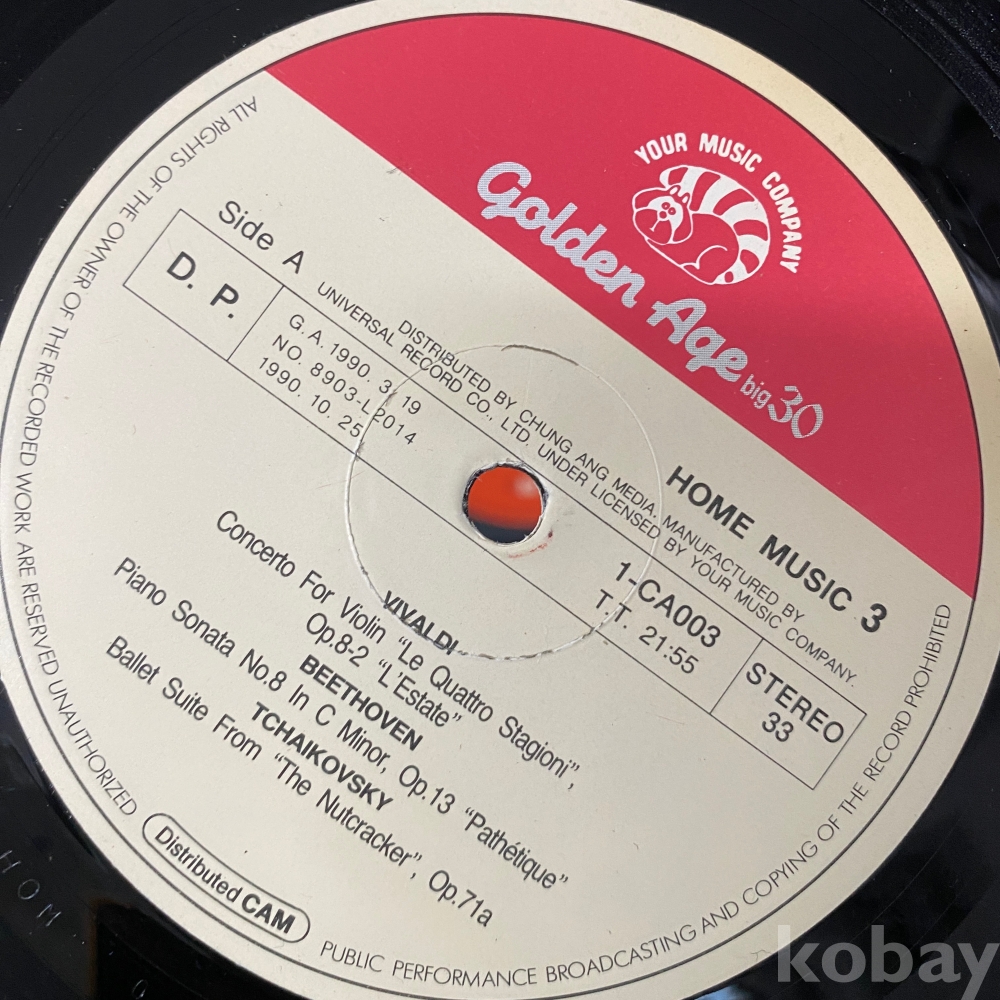 YOUR MUSIC COMPANY
Golden Age big 30
HOME MUSIC 3
Side A
DISTRIBUTED BY CHUNG ANG MEDIA. MANUFACTURED BY
UNIVERSAL RECORD CO., LTD. UNDER LICENSED BY YOUR MUSIC COMPANY.
D. P.
G. A. 1990. 3. 19
NO. 8903-L2014
1990. 10. 25
1-CA003
T. T. 21:55
STEREO
33
VIVALDI
Concerto For Violin "Le Quattro Stagioni",
Op.8-2 "L'Estate"
BEETHOVEN
Piano Sonata No.8 In C Minor, Op.13 "Pathétique"
TCHAIKOVSKY
Ballet Suite From "The Nutcracker", Op.71a
Distributed CAM
ALL RIGHTS OF THE OWNER OF THE RECORDED WORK ARE RESERVED UNAUTHORIZED
PUBLIC PERFORMANCE BROADCASTING AND COPYING OF THE RECORD PROHIBITED
HOM
kobay